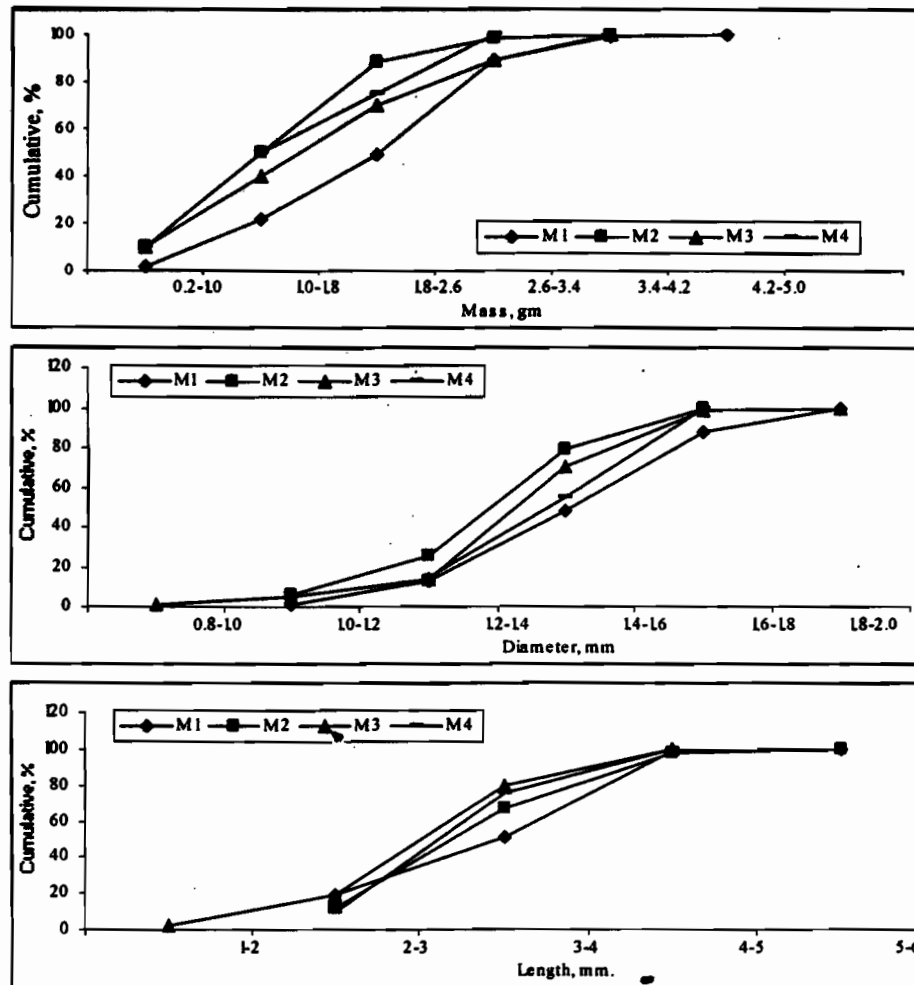 Cumulative, %
100
80
60
40
20
0
M1 M2 M3 M4
0.2-1.0 1.0-1.8 1.8-2.6 2.6-3.4 3.4-4.2 4.2-5.0
Mass, gm
Cumulative, %
120
100
80
60
40
20
0
M1 M2 M3 M4
0.8-1.0 1.0-1.2 1.2-1.4 1.4-1.6 1.6-1.8 1.8-2.0
Diameter, mm
Cumulative, %
120
100
80
60
40
20
0
M1 M2 M3 M4
1-2 2-3 3-4 4-5 5-6
Length, mm.